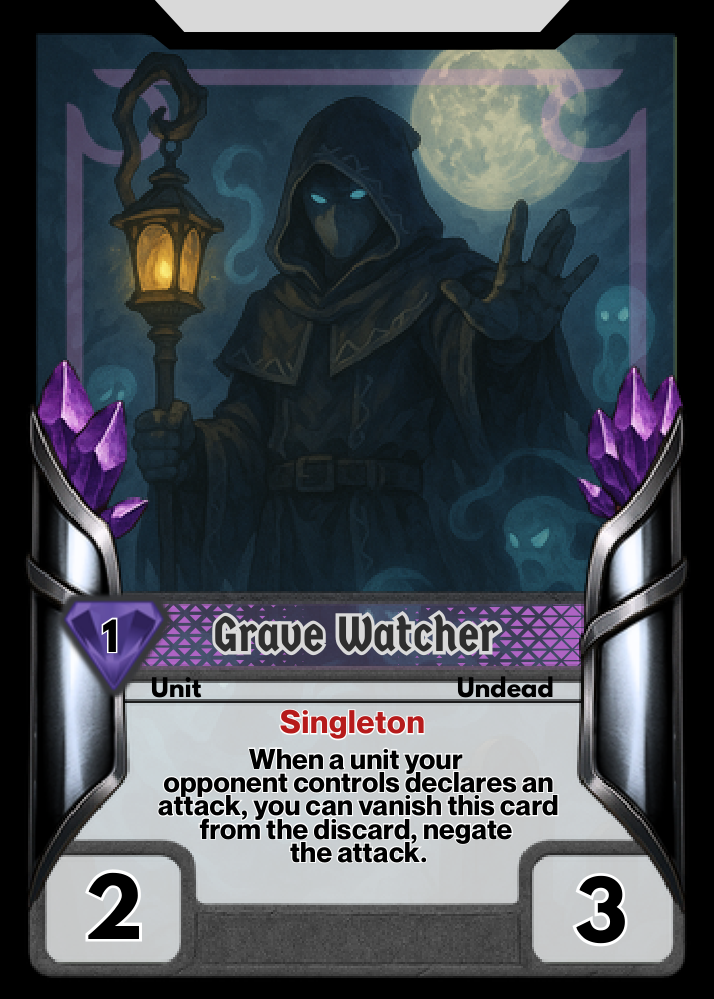 1
Grave Watcher
Unit Undead
Singleton
When a unit your
opponent controls declares an
attack, you can vanish this card
from the discard, negate
the attack.
2 3